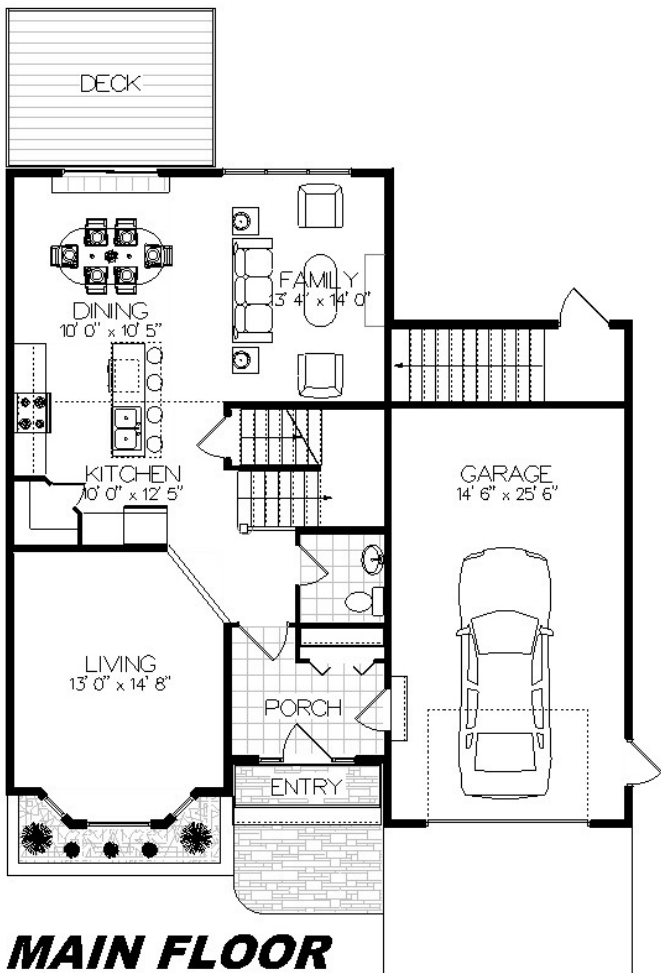 DECK
FAMILY
13' 4" x 14' 0"
DINING
10' 0" x 10' 5"
KITCHEN
10' 0" x 12' 5"
GARAGE
14' 6" x 25' 6"
LIVING
13' 0" x 14' 8"
PORCH
ENTRY
MAIN FLOOR